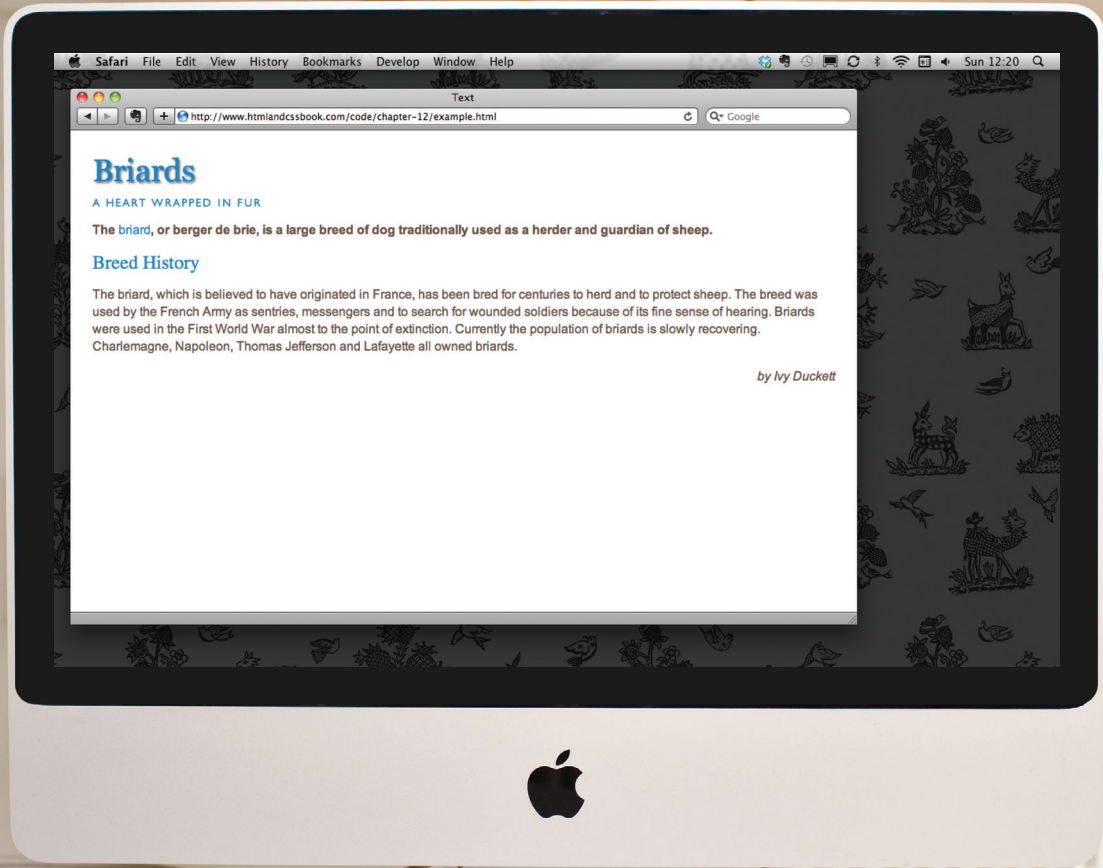 Safari File Edit View History Bookmarks Develop Window Help Sun 12:20
Text
http://www.htmlandcssbook.com/code/chapter-12/example.html Google
Briards
A HEART WRAPPED IN FUR
The briard, or berger de brie, is a large breed of dog traditionally used as a herder and guardian of sheep.
Breed History
The briard, which is believed to have originated in France, has been bred for centuries to herd and to protect sheep. The breed was
used by the French Army as sentries, messengers and to search for wounded soldiers because of its fine sense of hearing. Briards
were used in the First World War almost to the point of extinction. Currently the population of briards is slowly recovering.
Charlemagne, Napoleon, Thomas Jefferson and Lafayette all owned briards.
by Ivy Duckett